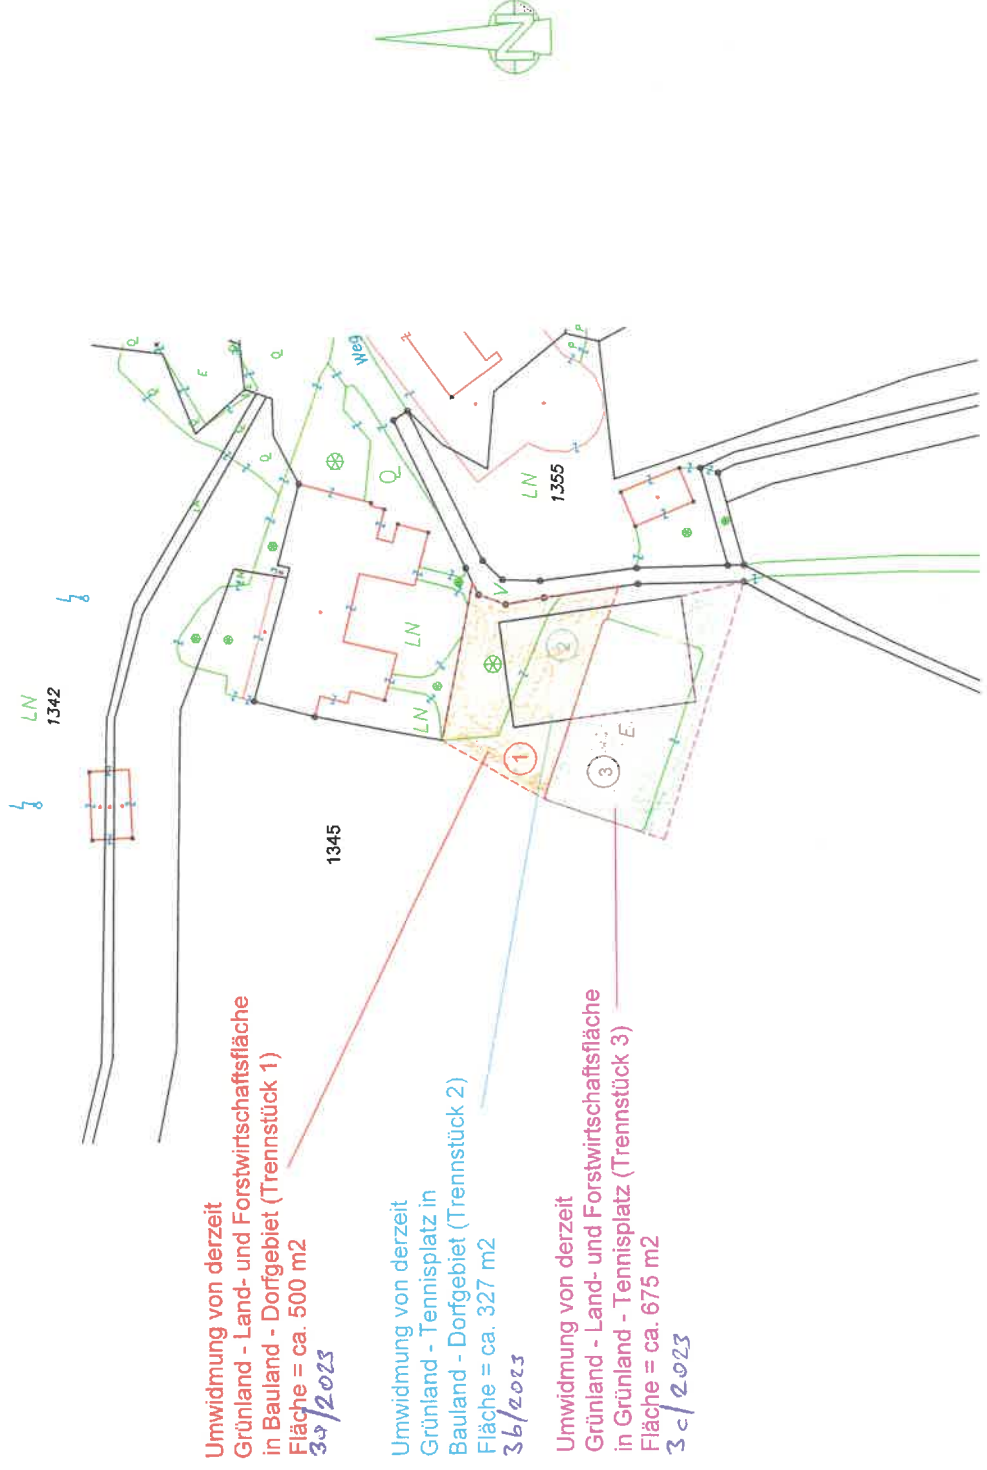 Umwidmung von derzeit
Grünland - Land- und Forstwirtschaftsfläche
in Bauland - Dorfgebiet (Trennstück 1)
Fläche = ca. 500 m2
3a/2023
Umwidmung von derzeit
Grünland - Tennisplatz in
Bauland - Dorfgebiet (Trennstück 2)
Fläche = ca. 327 m2
3b/2023
Umwidmung von derzeit
Grünland - Land- und Forstwirtschaftsfläche
in Grünland - Tennisplatz (Trennstück 3)
Fläche = ca. 675 m2
3c/2023
LN
1342
1345
LN
1355
Weg
LN
LN
V
1
2
3
E
E
Q
Q
Q
Q
P
P
N